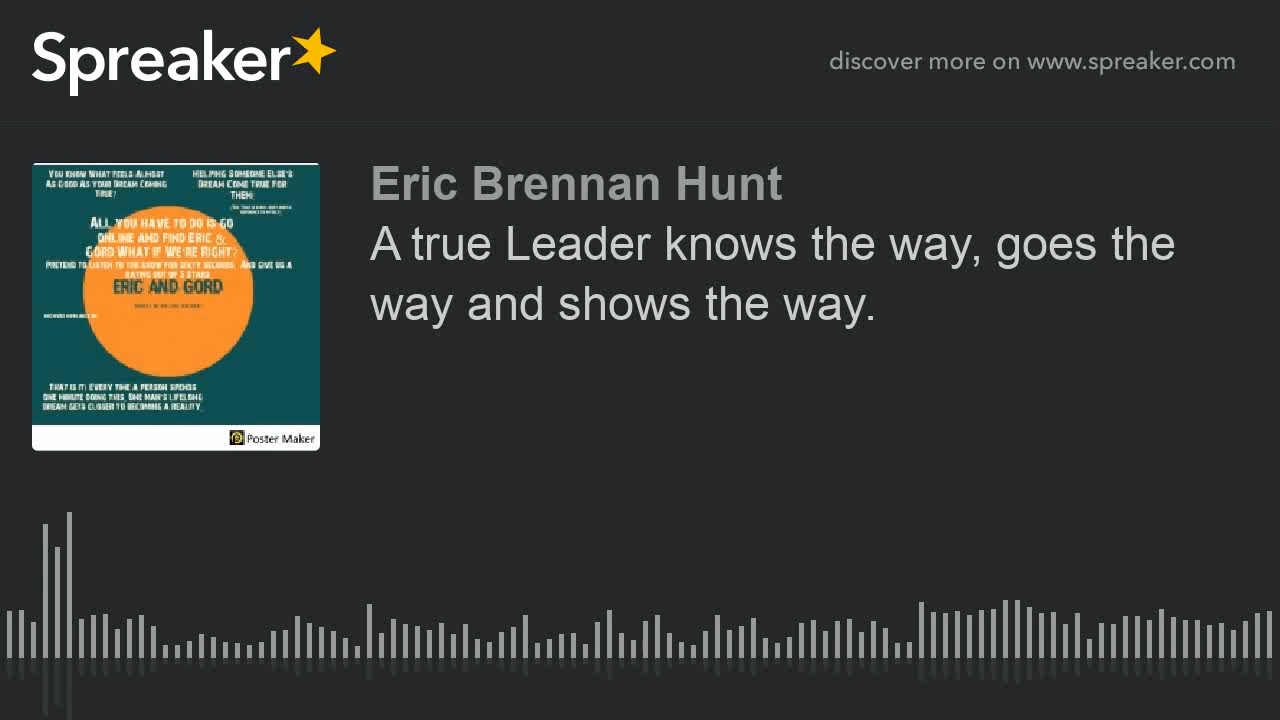 Spreaker
discover more on www.spreaker.com
Eric Brennan Hunt
A true Leader knows the way, goes the
way and shows the way.
YOU KNOW WHAT FEELS ALMOST
AS GOOD AS YOUR DREAM COMING
TRUE?
HELPING SOMEONE ELSE'S
DREAM COME TRUE FOR
THEM!
ALL YOU HAVE TO DO IS GO
ONLINE AND FIND ERIC &
GORD WHAT IF WE'RE RIGHT?
PRETEND TO LISTEN TO THE SHOW FOR SIXTY SECONDS. AND GIVE US A
RATING OUT OF 5 STARS
ERIC AND GORD
THAT IS IT! EVERY TIME A PERSON SPENDS
ONE MINUTE DOING THIS, ONE MAN'S LIFELONG
DREAM GETS CLOSER TO BECOMING A REALITY.
Poster Maker